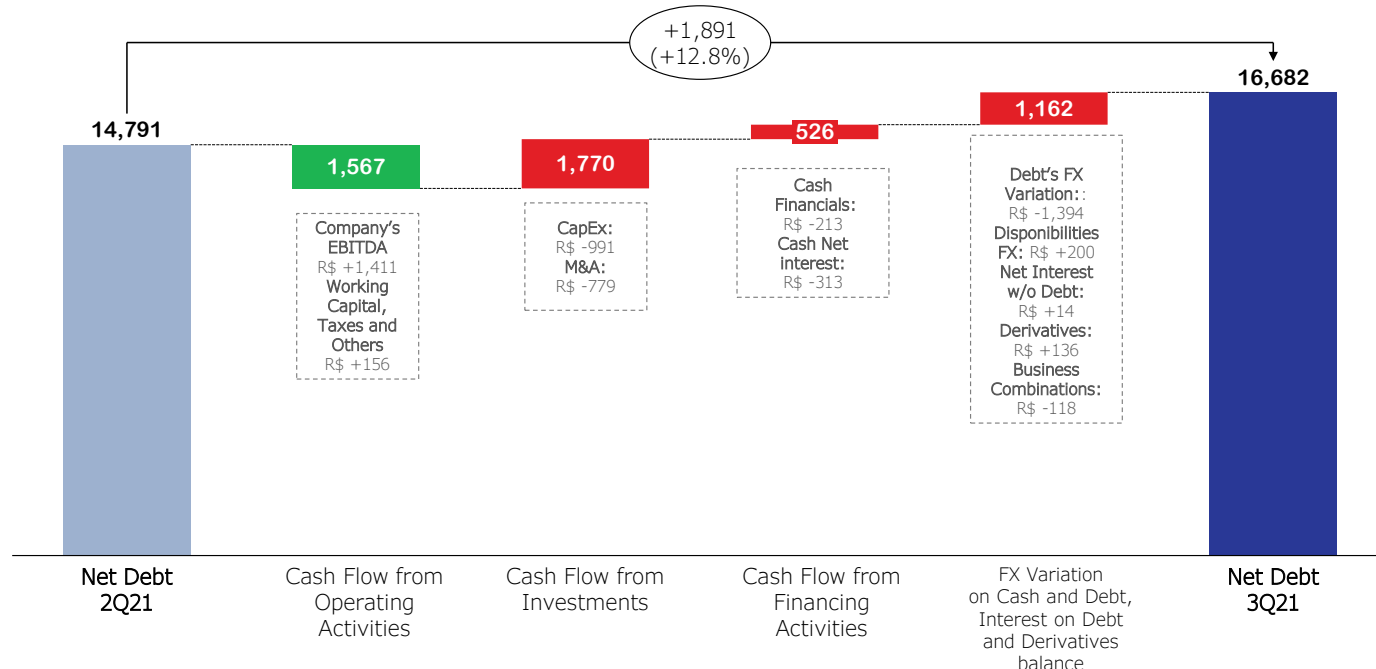 +1,891
(+12.8%)
14,791
1,567
Company's
EBITDA
R$ +1,411
Working
Capital,
Taxes and
Others
R$ +156
1,770
CapEx:
R$ -991
M&A:
R$ -779
526
Cash
Financials:
R$ -213
Cash Net
interest:
R$ -313
1,162
Debt's FX
Variation::
R$ -1,394
Disponibilities
FX: R$ +200
Net Interest
w/o Debt:
R$ +14
Derivatives:
R$ +136
Business
Combinations:
R$ -118
16,682
Net Debt
2Q21
Cash Flow from
Operating
Activities
Cash Flow from
Investments
Cash Flow from
Financing
Activities
FX Variation
on Cash and Debt,
Interest on Debt
and Derivatives
balance
Net Debt
3Q21